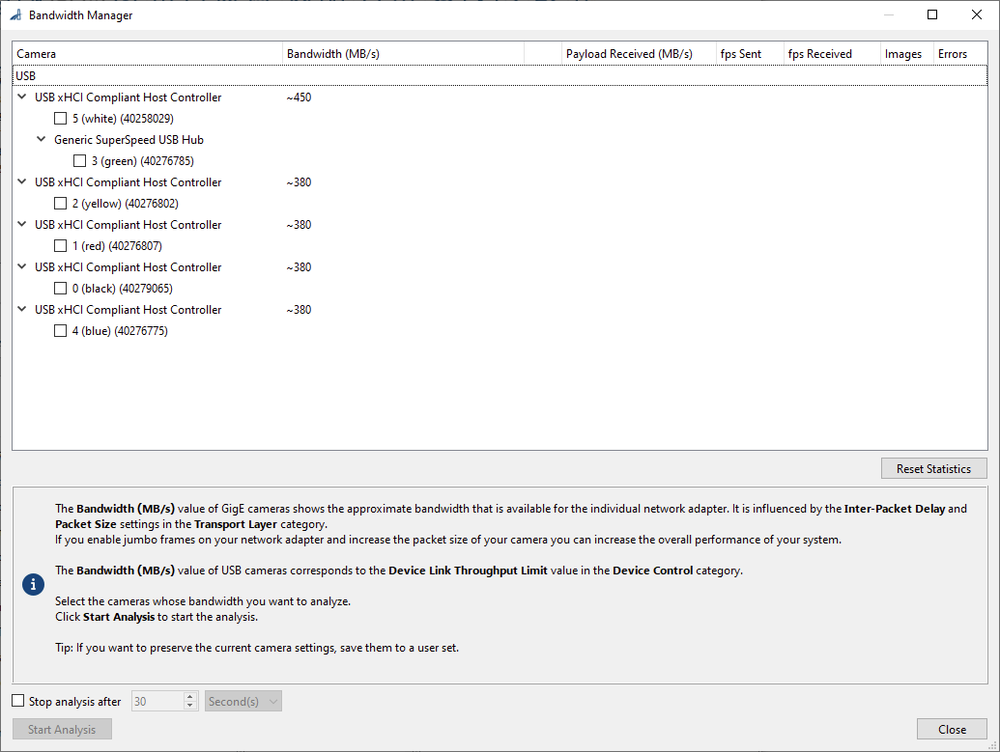 Bandwidth Manager
Camera Bandwidth (MB/s) Payload Received (MB/s) fps Sent fps Received Images Errors
USB
USB xHCI Compliant Host Controller ~450
5 (white) (40258029)
Generic SuperSpeed USB Hub
3 (green) (40276785)
USB xHCI Compliant Host Controller ~380
2 (yellow) (40276802)
USB xHCI Compliant Host Controller ~380
1 (red) (40276807)
USB xHCI Compliant Host Controller ~380
0 (black) (40279065)
USB xHCI Compliant Host Controller ~380
4 (blue) (40276775)
Reset Statistics
The Bandwidth (MB/s) value of GigE cameras shows the approximate bandwidth that is available for the individual network adapter. It is influenced by the Inter-Packet Delay and
Packet Size settings in the Transport Layer category.
If you enable jumbo frames on your network adapter and increase the packet size of your camera you can increase the overall performance of your system.
The Bandwidth (MB/s) value of USB cameras corresponds to the Device Link Throughput Limit value in the Device Control category.
Select the cameras whose bandwidth you want to analyze.
Click Start Analysis to start the analysis.
Tip: If you want to preserve the current camera settings, save them to a user set.
Stop analysis after 30 Second(s)
Start Analysis Close